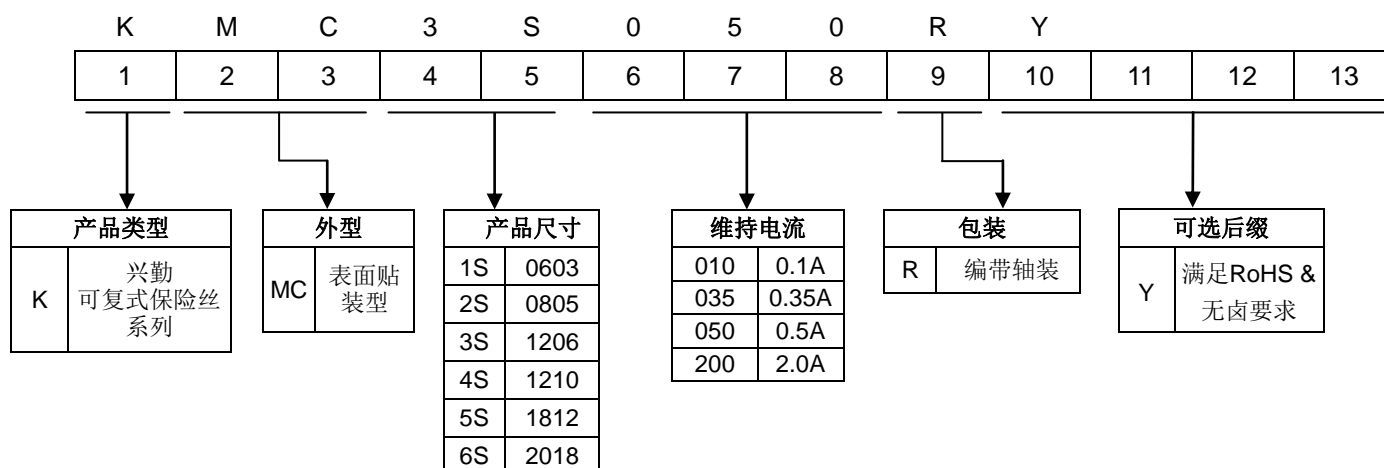 K M C 3 S 0 5 0 R Y
1 2 3 4 5 6 7 8 9 10 11 12 13
产品类型
K
兴勤
可复式保险丝
系列
外型
MC
表面贴
装型
产品尺寸
1S 0603
2S 0805
3S 1206
4S 1210
5S 1812
6S 2018
维持电流
010 0.1A
035 0.35A
050 0.5A
200 2.0A
包装
R 编带轴装
可选后缀
Y
满足RoHS &
无卤要求